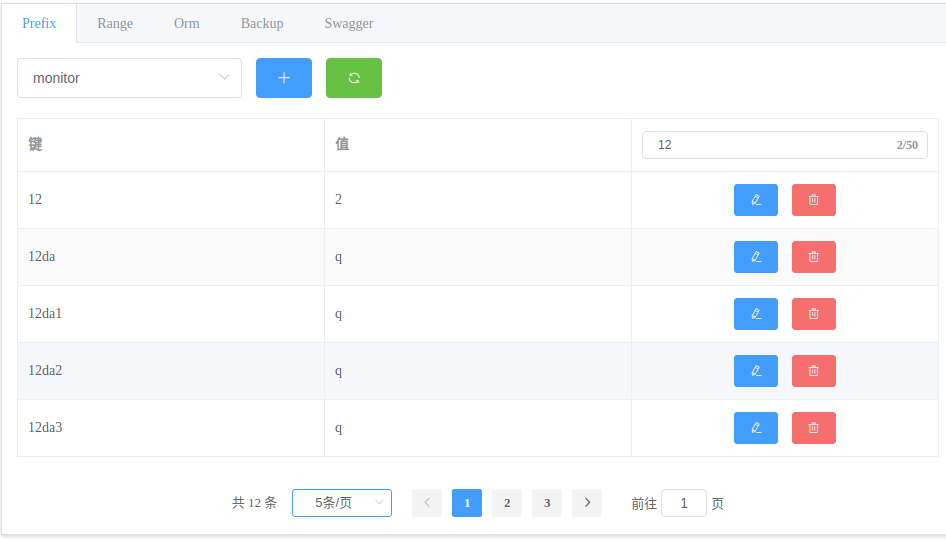 Prefix Range Orm Backup Swagger
monitor
键 值 12 2/50
12 2
12da q
12da1 q
12da2 q
12da3 q
共 12 条 5条/页 1 2 3 前往 1 页